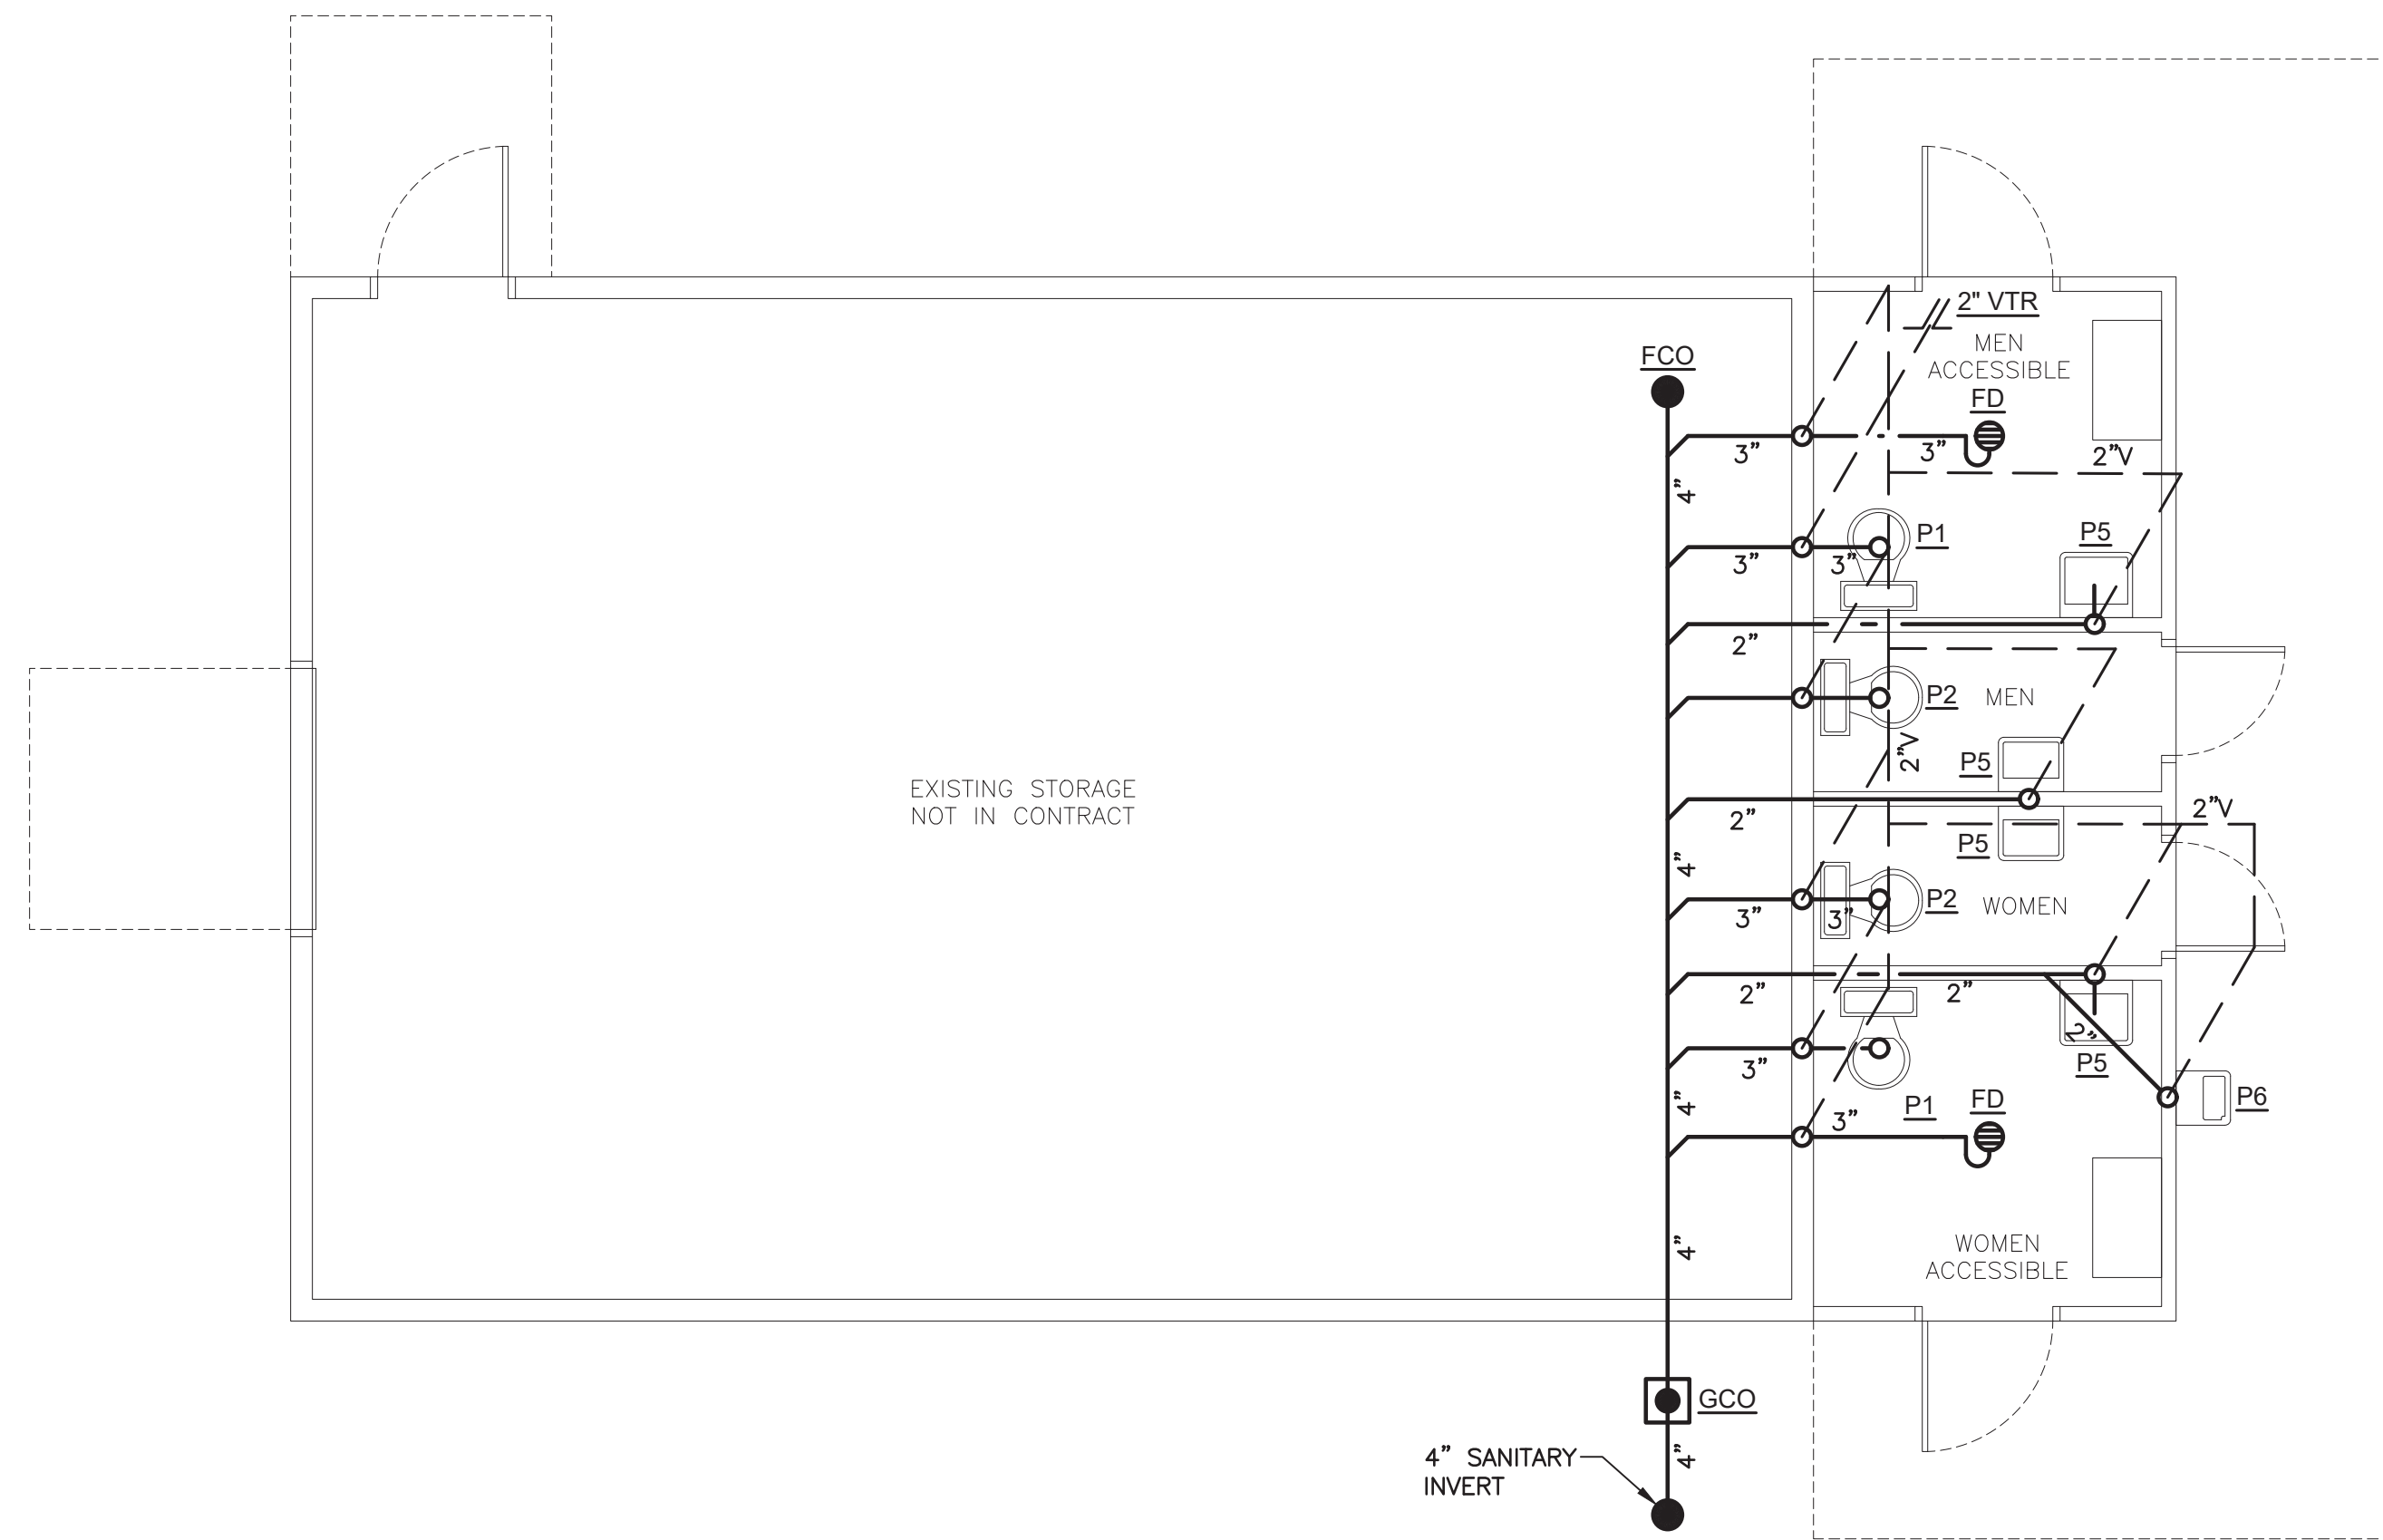 2" VTR
MEN
ACCESSIBLE
FCO
FD
3”
3”
2”V
4”
P1
P5
3”
3”
2”
P2
MEN
2”V
P5
EXISTING STORAGE
NOT IN CONTRACT
2”
2”V
P5
4”
P2
WOMEN
3”
3”
2”
2”
2”
P5
3”
P6
4”
P1
FD
3”
4”
WOMEN
ACCESSIBLE
GCO
4” SANITARY
INVERT
4”